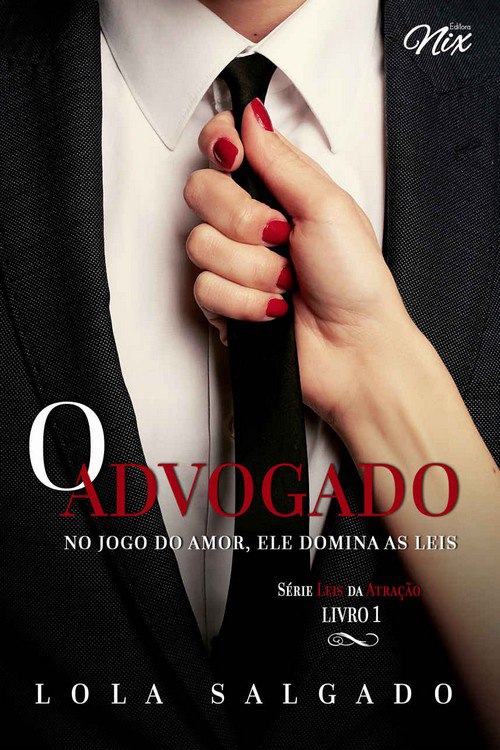 Editora
Nix
O
ADVOGADO
NO JOGO DO AMOR, ELE DOMINA AS LEIS
SÉRIE LEIS DA ATRAÇÃO
LIVRO 1
LOLA SALGADO